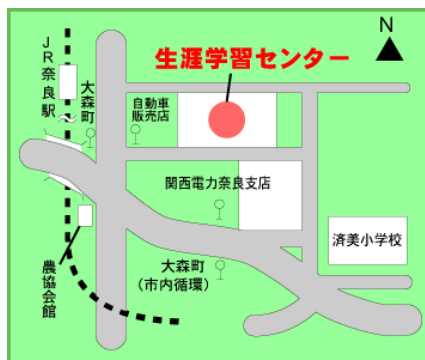 N
生涯学習センター
JR奈良駅
大森町
自動車
販売店
関西電力奈良支店
済美小学校
農協会館
大森町
(市内循環)